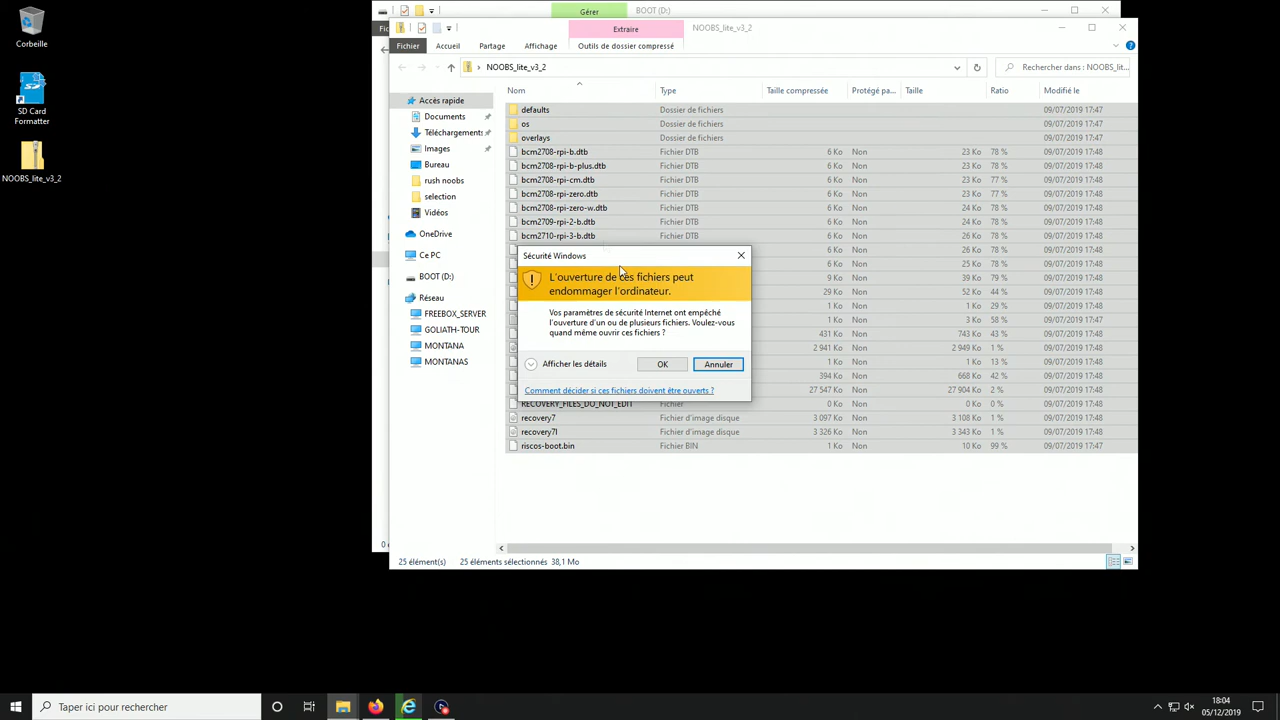 Corbeille
SD Card
Formatter
NOOBS_lite_v3_2
Gérer
BOOT (D:)
Extraire
NOOBS_lite_v3_2
Fichier
Accueil
Partage
Affichage
Outils de dossier compressé
NOOBS_lite_v3_2
Rechercher dans : NOOBS_lit...
Accès rapide
Documents
Téléchargements
Images
Bureau
rush noobs
selection
Vidéos
OneDrive
Ce PC
BOOT (D:)
Réseau
FREEBOX_SERVER
GOLIATH-TOUR
MONTANA
MONTANAS
Nom Type Taille compressée Protégé pa... Taille Ratio Modifié le
defaults Dossier de fichiers 09/07/2019 17:47
os Dossier de fichiers 09/07/2019 17:47
overlays Dossier de fichiers 09/07/2019 17:47
bcm2708-rpi-b.dtb Fichier DTB 6 Ko Non 23 Ko 78 % 09/07/2019 17:48
bcm2708-rpi-b-plus.dtb Fichier DTB 6 Ko Non 23 Ko 78 % 09/07/2019 17:48
bcm2708-rpi-cm.dtb Fichier DTB 6 Ko Non 23 Ko 77 % 09/07/2019 17:48
bcm2708-rpi-zero.dtb Fichier DTB 6 Ko Non 23 Ko 77 % 09/07/2019 17:48
bcm2708-rpi-zero-w.dtb Fichier DTB 6 Ko Non 24 Ko 78 % 09/07/2019 17:48
bcm2709-rpi-2-b.dtb Fichier DTB 6 Ko Non 24 Ko 78 % 09/07/2019 17:48
bcm2710-rpi-3-b.dtb Fichier DTB 6 Ko Non 26 Ko 78 % 09/07/2019 17:48
6 Ko Non 26 Ko 78 % 09/07/2019 17:48
6 Ko Non 25 Ko 78 % 09/07/2019 17:48
9 Ko Non 40 Ko 79 % 09/07/2019 17:48
29 Ko Non 52 Ko 44 % 09/07/2019 17:48
1 Ko Non 1 Ko 29 % 09/07/2019 17:47
3 Ko Non 3 Ko 58 % 09/07/2019 17:47
431 Ko Non 743 Ko 43 % 09/07/2019 17:47
2 941 Ko Non 2 949 Ko 1 % 09/07/2019 17:48
1 Ko Non 1 Ko 13 % 09/07/2019 17:48
394 Ko Non 668 Ko 42 % 09/07/2019 17:48
27 547 Ko Non 27 904 Ko 2 % 09/07/2019 17:48
RECOVERY_FILES_DO_NOT_EDIT Fichier 0 Ko Non 0 Ko 0 % 09/07/2019 17:48
recovery7 Fichier d'image disque 3 097 Ko Non 3 108 Ko 1 % 09/07/2019 17:48
recovery7l Fichier d'image disque 3 326 Ko Non 3 343 Ko 1 % 09/07/2019 17:48
riscos-boot.bin Fichier BIN 1 Ko Non 10 Ko 99 % 09/07/2019 17:47
Sécurité Windows
L'ouverture de ces fichiers peut
endommager l'ordinateur.
Vos paramètres de sécurité Internet ont empêché
l'ouverture d'un ou de plusieurs fichiers. Voulez-vous
quand même ouvrir ces fichiers ?
Afficher les détails
OK
Annuler
Comment décider si ces fichiers doivent être ouverts ?
25 élément(s)
25 éléments sélectionnés 38,1 Mo
Taper ici pour rechercher
18:04
05/12/2019